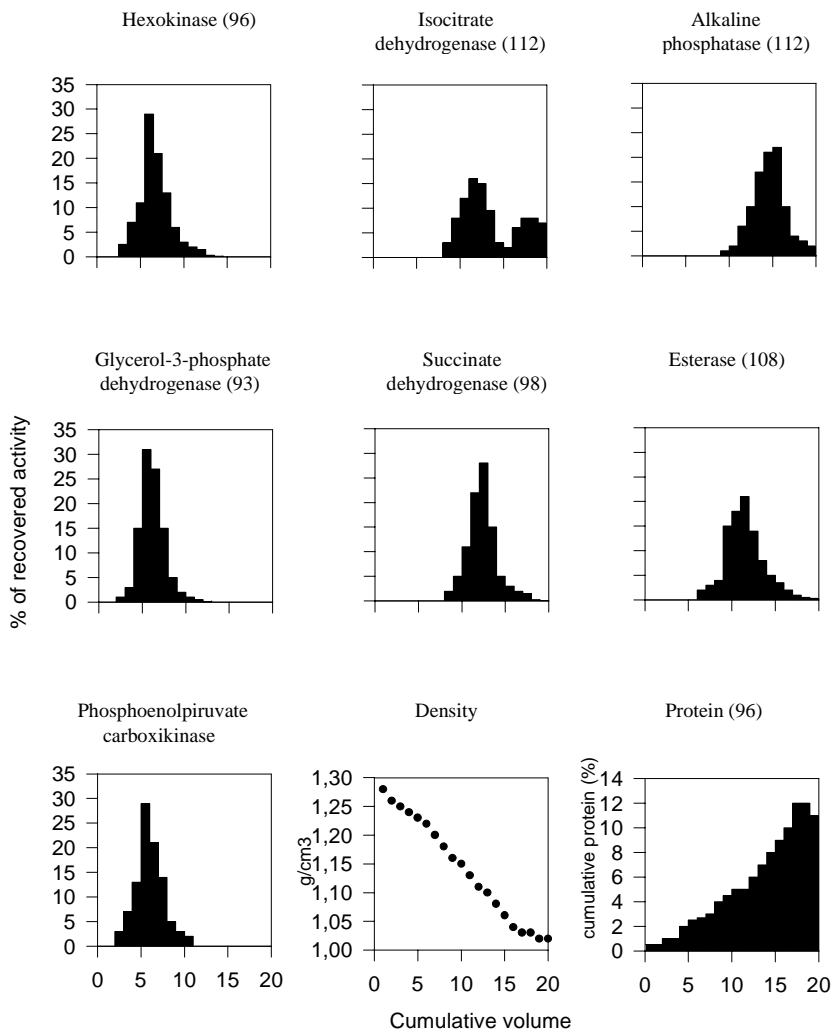 Hexokinase (96)
Isocitrate
dehydrogenase (112)
Alkaline
phosphatase (112)
35
30
25
20
15
10
5
0
Glycerol-3-phosphate
dehydrogenase (93)
Succinate
dehydrogenase (98)
Esterase (108)
% of recovered activity
35
30
25
20
15
10
5
0
Phosphoenolpiruvate
carboxikinase
Density
Protein (96)
35
30
25
20
15
10
5
0
0 5 10 15 20
g/cm3
1,30
1,25
1,20
1,15
1,10
1,05
1,00
0 5 10 15 20
cumulative protein (%)
14
12
10
8
6
4
2
0
0 5 10 15 20
Cumulative volume